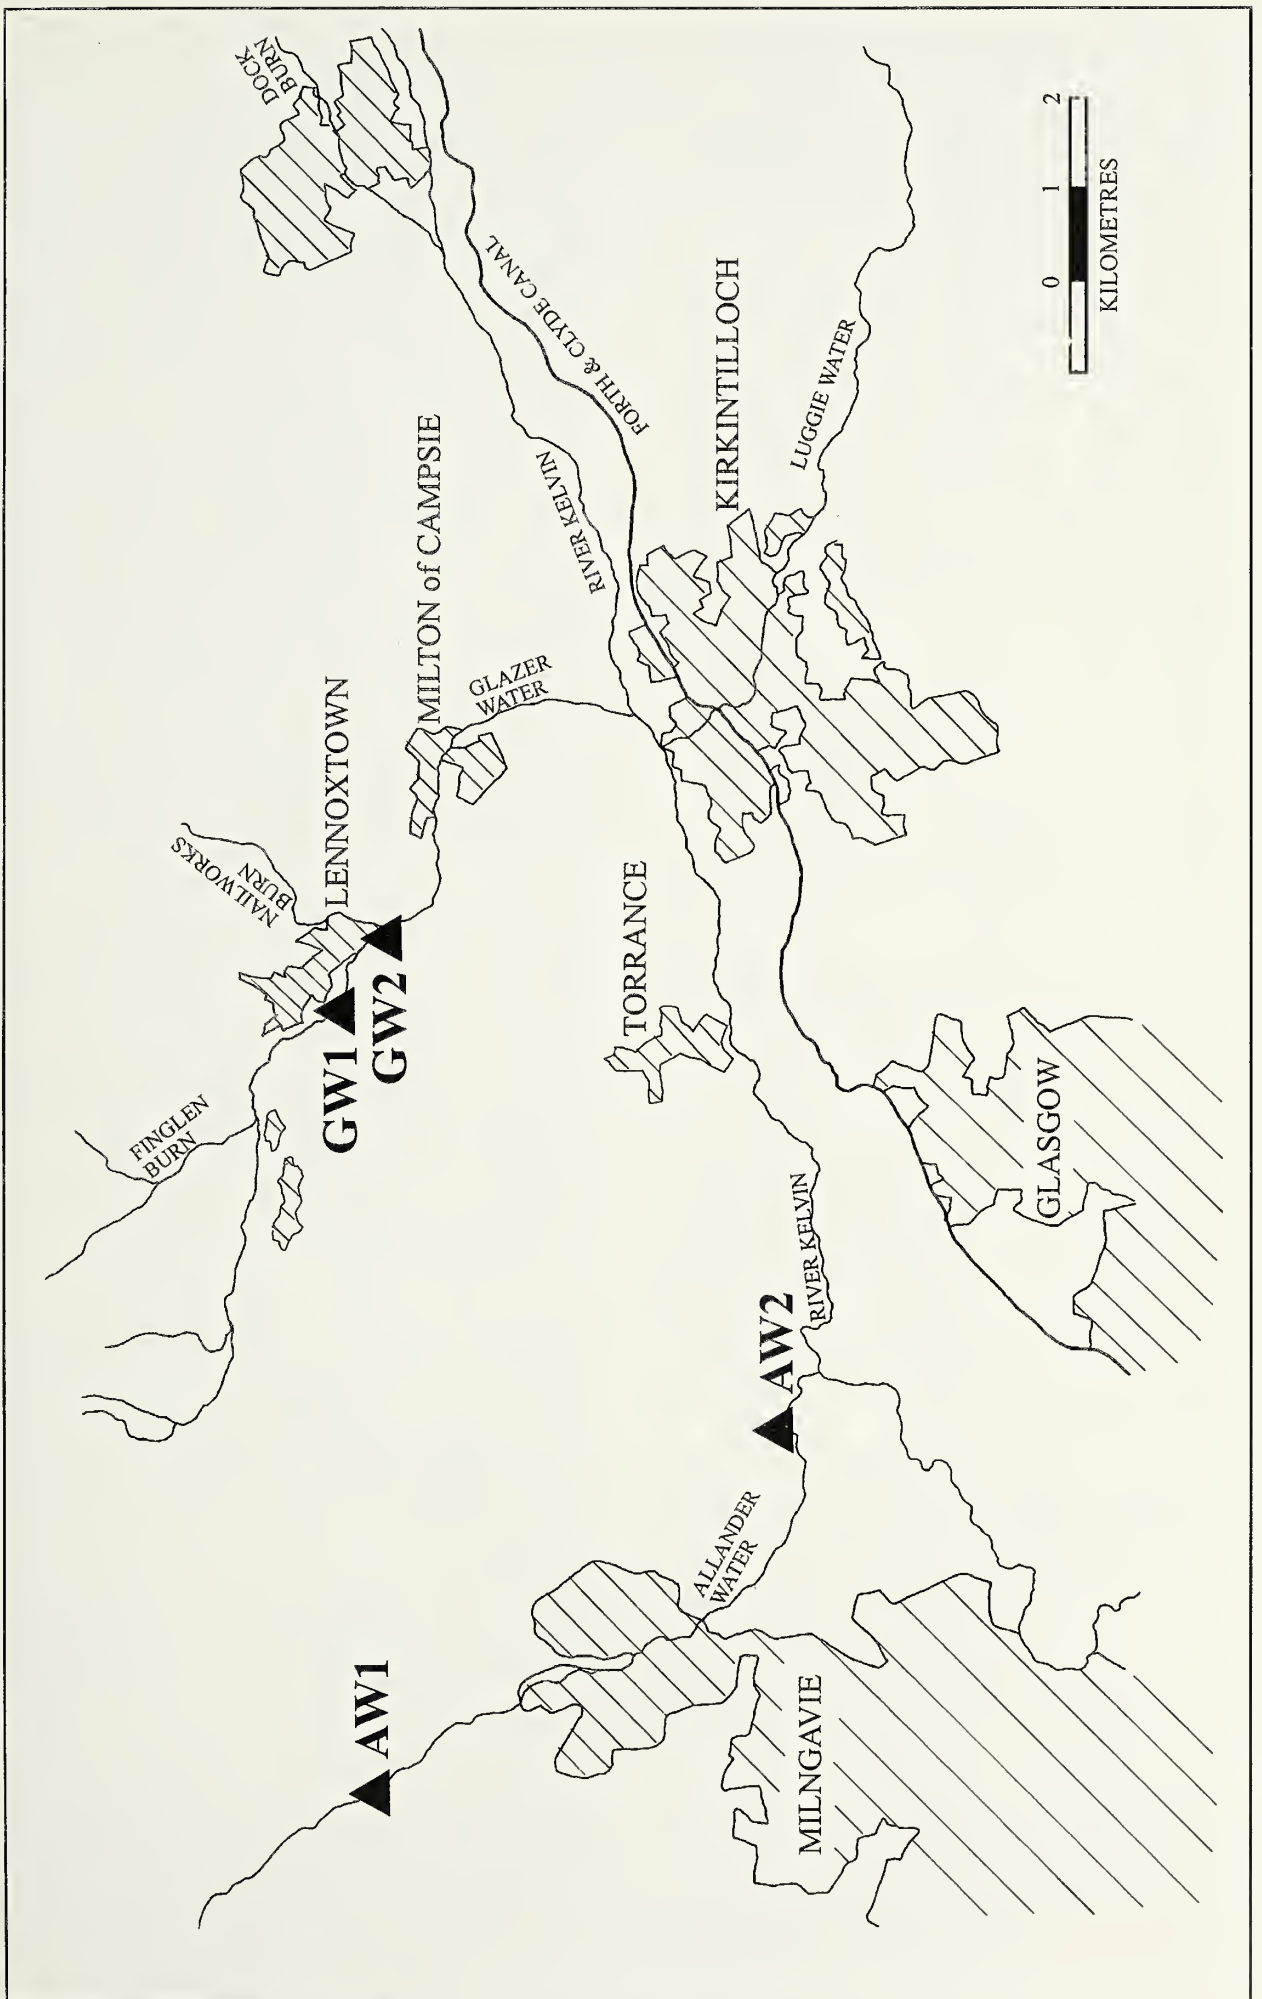 FINGLEN
BURN
NAILWORKS
BURN
DOCK
BURN
LENNOXTOWN
GW1
AW1
GW2
MILTON of CAMPSIE
GLAZER
WATER
RIVER KELVIN
FORTH & CLYDE CANAL
TORRANCE
ALLANDER
WATER
KIRKINTILLOCH
AW2
MILNGAVIE
RIVER KELVIN
LUGGIE WATER
GLASGOW
0 1 2
KILOMETRES